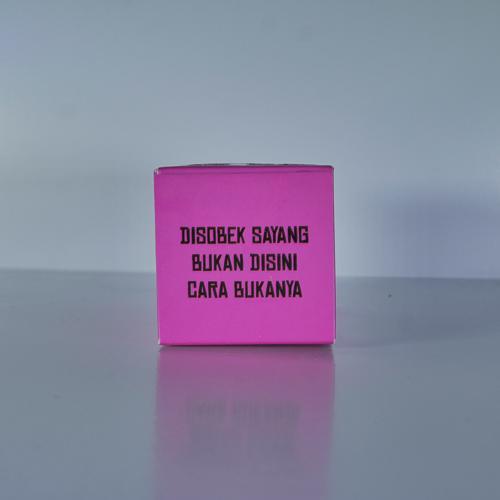 DISOBEK SAYANG
BUKAN DISINI
CARA BUKANYA